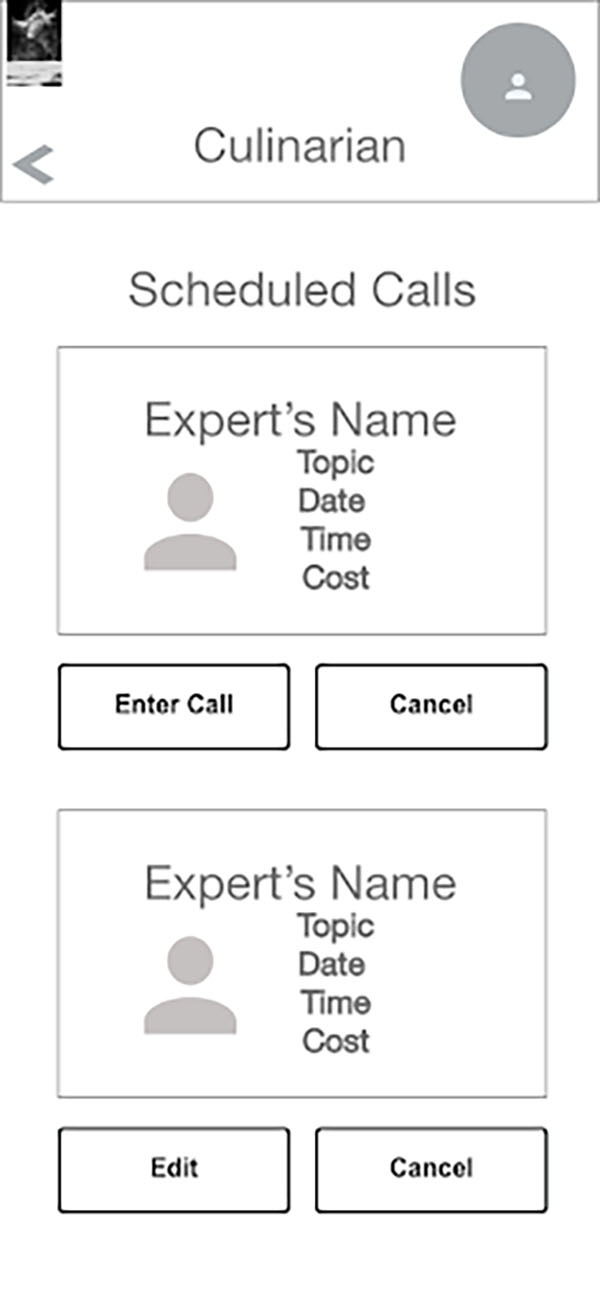 Culinarian
Scheduled Calls
Expert’s Name
Topic
Date
Time
Cost
Enter Call
Cancel
Expert’s Name
Topic
Date
Time
Cost
Edit
Cancel